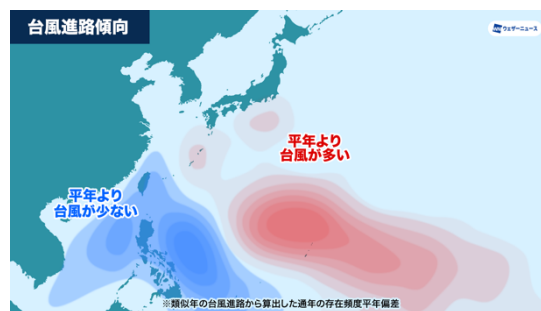 台風進路傾向
ウェザーニュース
平年より
台風が多い
平年より
台風が少ない
※類似年の台風進路から算出した通年の存在頻度平年偏差